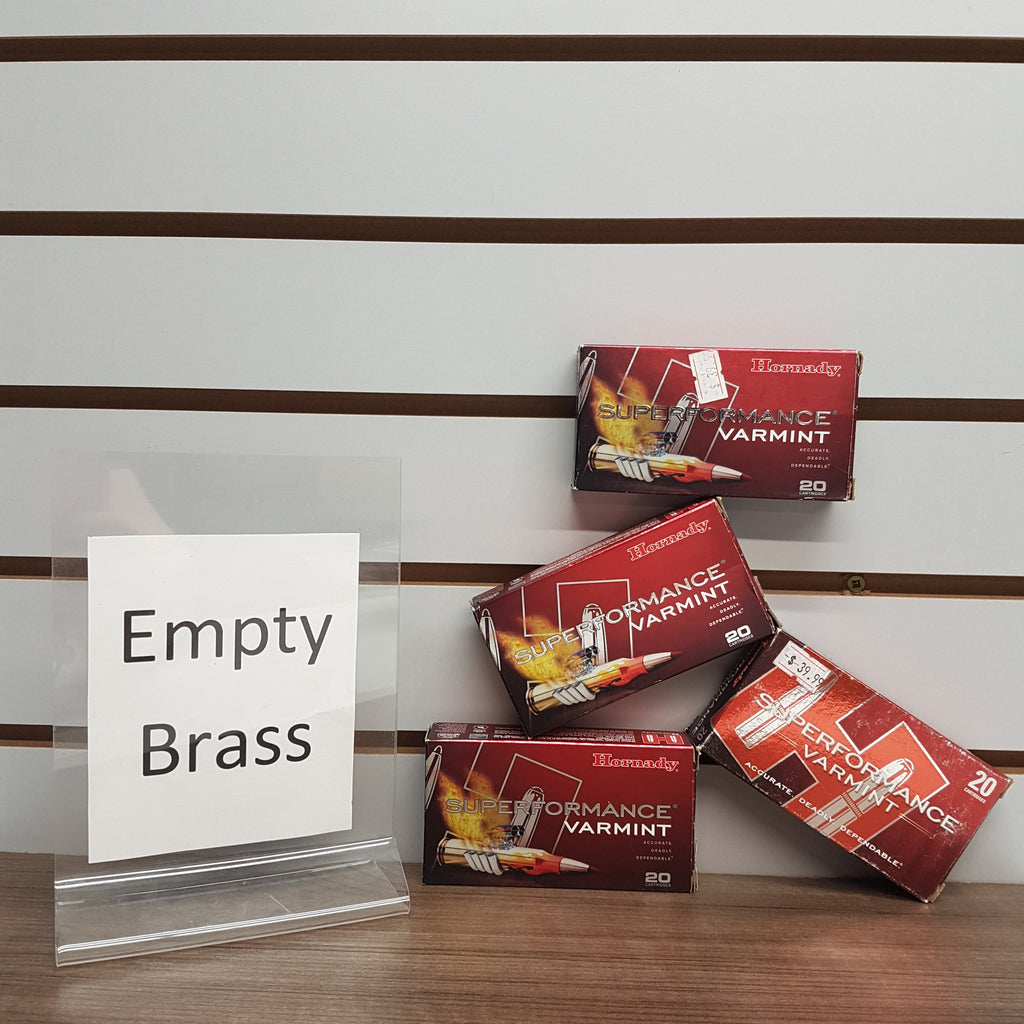 Empty
Brass
Hornady
SUPERFORMANCE
VARMINT
ACCURATE.
DEADLY.
DEPENDABLE.
20
CARTRIDGES
Hornady
SUPERFORMANCE
VARMINT
ACCURATE.
DEADLY.
DEPENDABLE.
20
CARTRIDGES
-$-39.99
SUPERFORMANCE
VARMINT
ACCURATE. DEADLY. DEPENDABLE.
20
CARTRIDGES
Hornady
SUPERFORMANCE
VARMINT
ACCURATE.
DEADLY.
DEPENDABLE.
20
CARTRIDGES